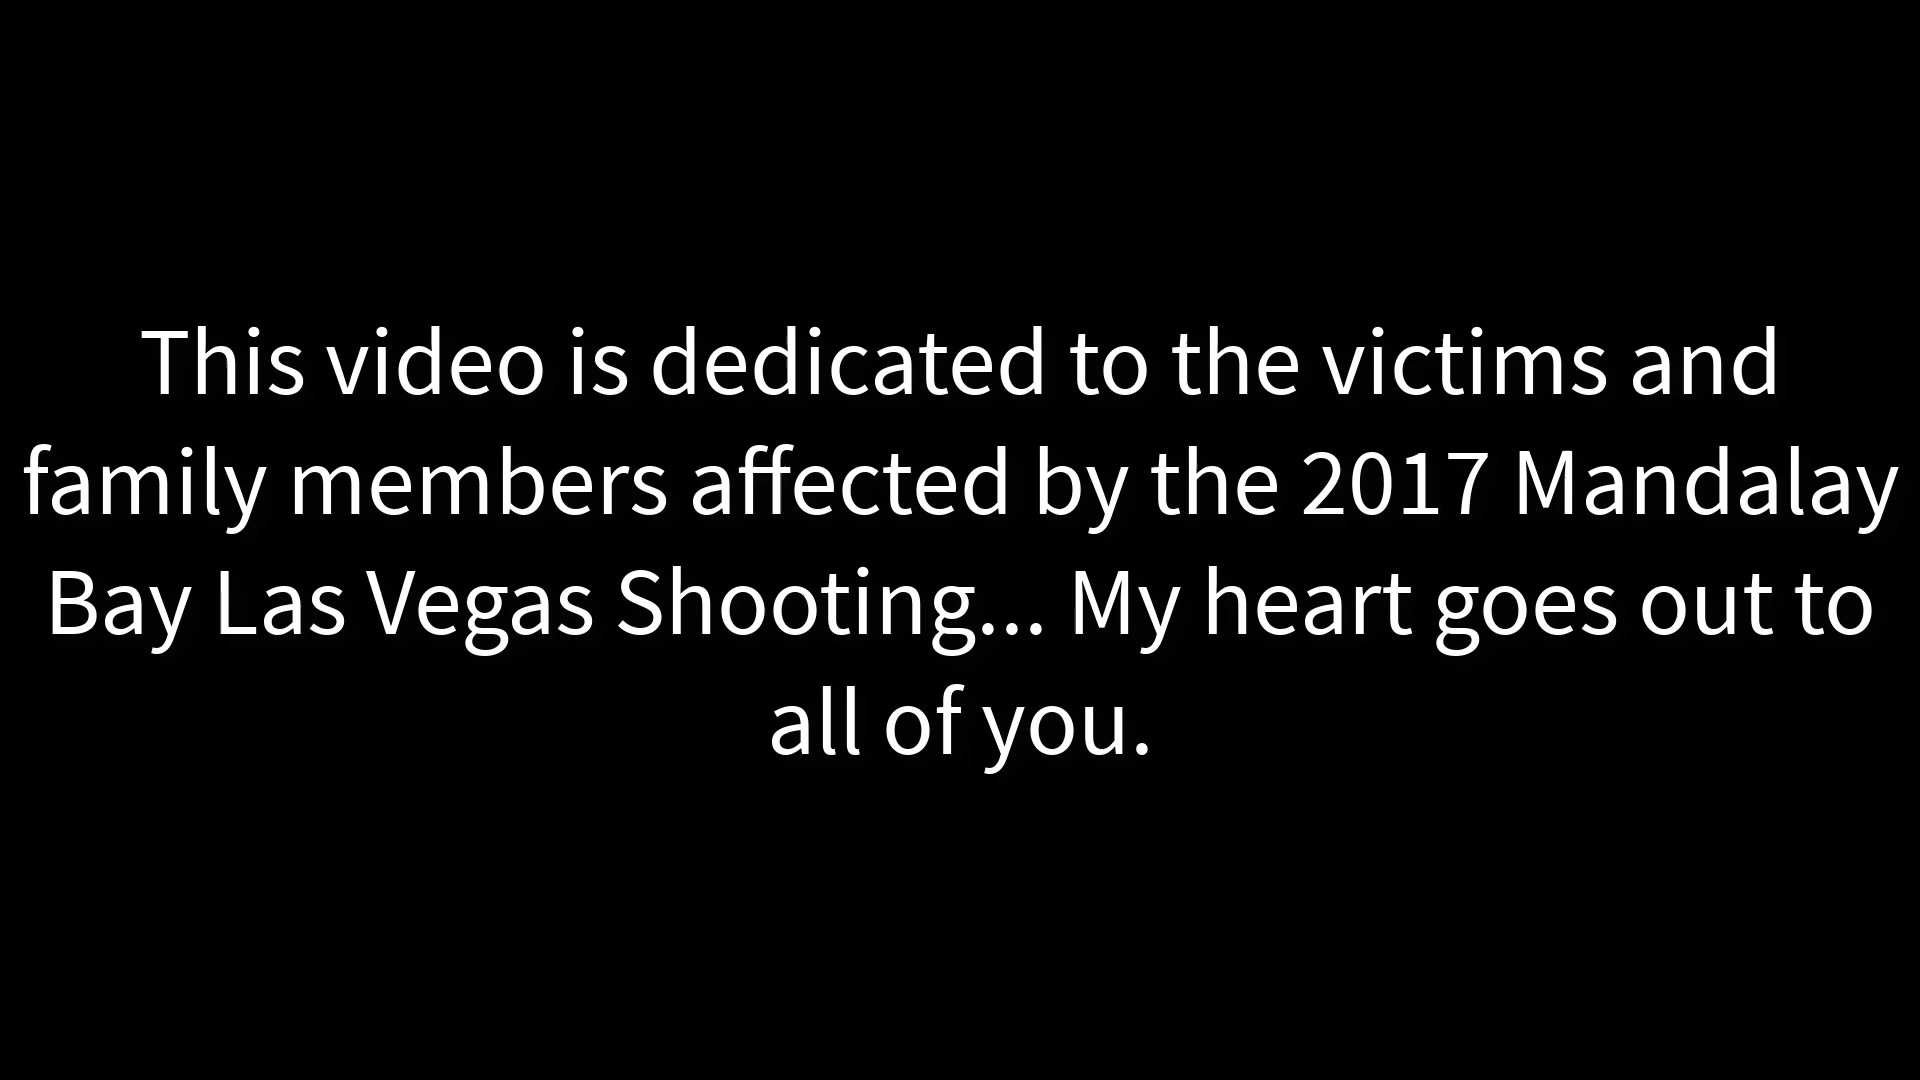 This video is dedicated to the victims and
family members affected by the 2017 Mandalay
Bay Las Vegas Shooting... My heart goes out to
all of you.